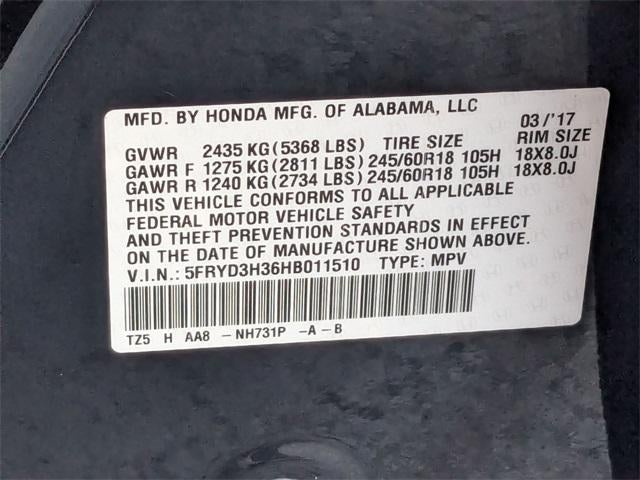 MFD. BY HONDA MFG. OF ALABAMA, LLC 03/'17
GVWR 2435 KG (5368 LBS) TIRE SIZE RIM SIZE
GAWR F 1275 KG (2811 LBS) 245/60R18 105H 18X8.0J
GAWR R 1240 KG (2734 LBS) 245/60R18 105H 18X8.0J
THIS VEHICLE CONFORMS TO ALL APPLICABLE
FEDERAL MOTOR VEHICLE SAFETY
AND THEFT PREVENTION STANDARDS IN EFFECT
ON THE DATE OF MANUFACTURE SHOWN ABOVE.
V.I.N.: 5FRYD3H36HB011510 TYPE: MPV
TZ5 H AA8 -NH731P -A-B